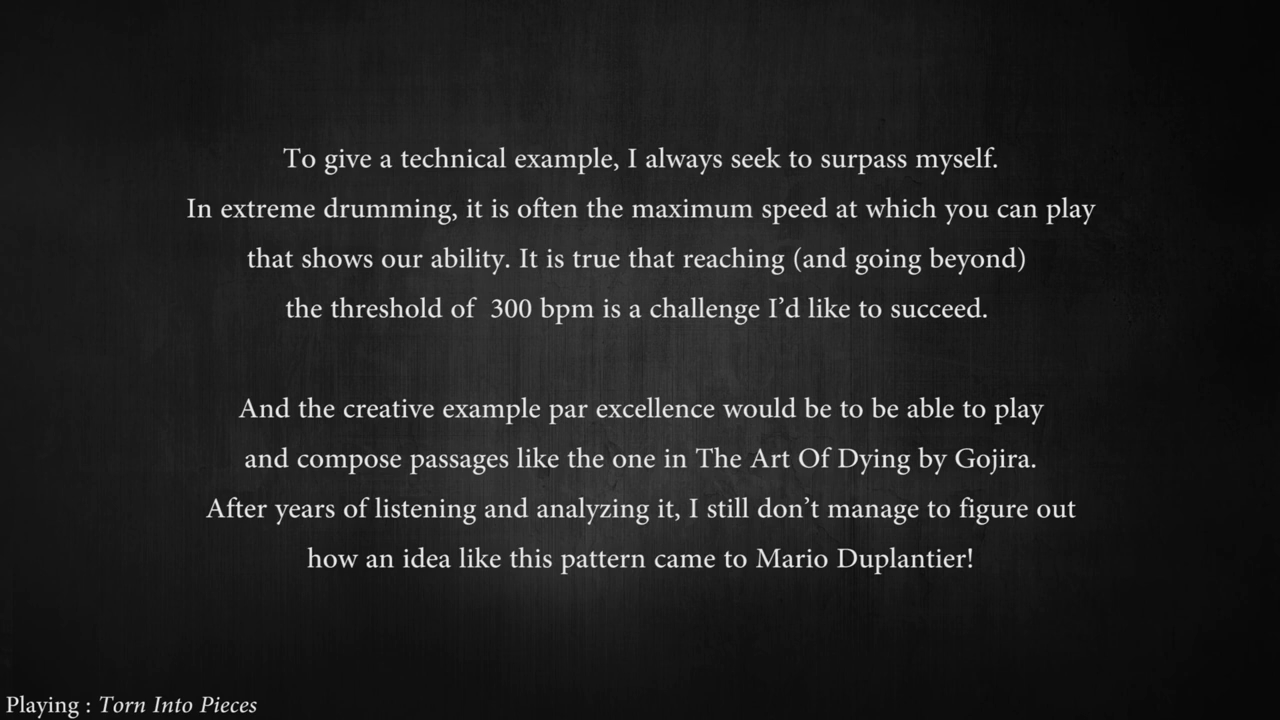 To give a technical example, I always seek to surpass myself.
In extreme drumming, it is often the maximum speed at which you can play
that shows our ability. It is true that reaching (and going beyond)
the threshold of  300 bpm is a challenge I’d like to succeed.
And the creative example par excellence would be to be able to play
and compose passages like the one in The Art Of Dying by Gojira.
After years of listening and analyzing it, I still don’t manage to figure out
how an idea like this pattern came to Mario Duplantier!
Playing : Torn Into Pieces